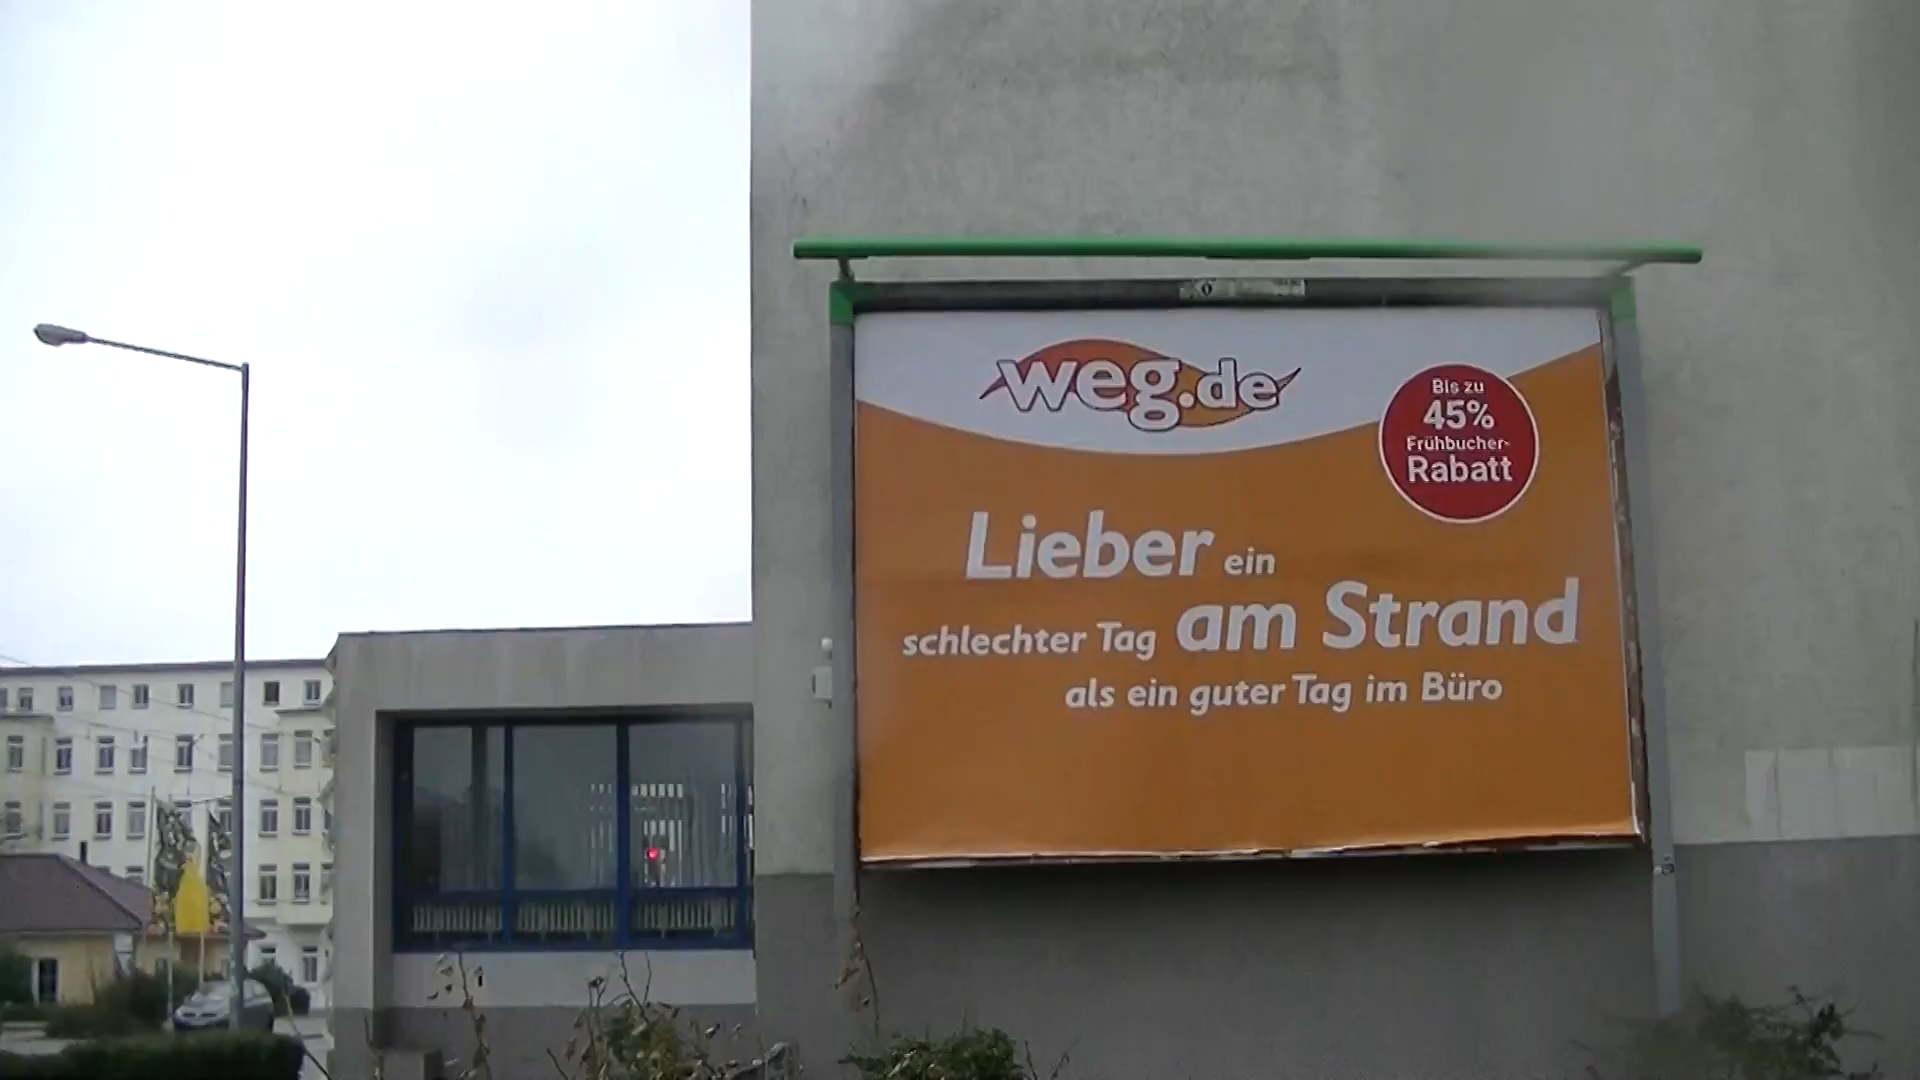 weg.de
Bis zu
45%
Frühbucher-
Rabatt
Lieber ein
schlechter Tag am Strand
als ein guter Tag im Büro